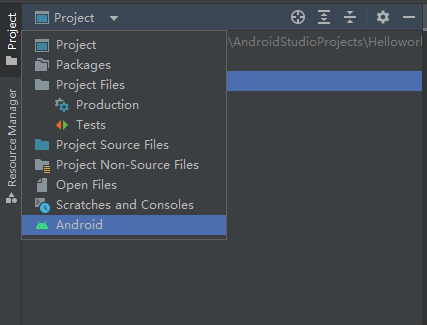 Project
Project
\AndroidStudioProjects\Hellowor
Project
Packages
Project Files
Production
Tests
Project Source Files
Project Non-Source Files
Open Files
Scratches and Consoles
Android
Resource Manager